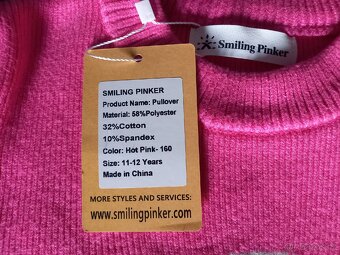 Smiling Pinker
SMILING PINKER
Product Name: Pullover
Material: 58%Polyester
32%Cotton
10%Spandex
Color: Hot Pink- 160
Size: 11-12 Years
Made in China
MORE STYLES AND SERVICES:
www.smilingpinker.com